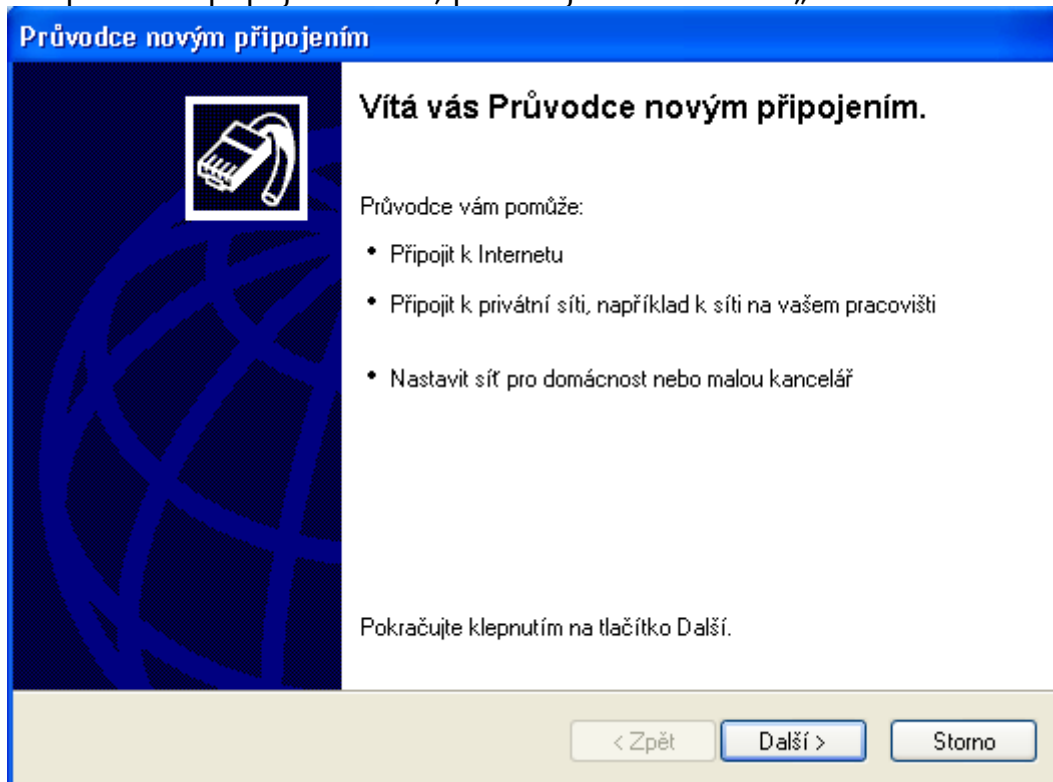 Průvodce novým připojením
Vítá vás Průvodce novým připojením.
Průvodce vám pomůže:
• Připojit k Internetu
• Připojit k privátní síti, například k síti na vašem pracovišti
• Nastavit síť pro domácnost nebo malou kancelář
Pokračujte klepnutím na tlačítko Další.
< Zpět
Další >
Storno